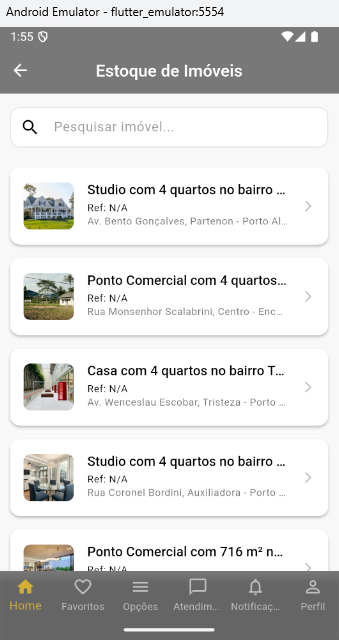 Android Emulator - flutter_emulator:5554
1:55
Estoque de Imóveis
Pesquisar imóvel...
Studio com 4 quartos no bairro ...
Ref: N/A
Av. Bento Gonçalves, Partenon - Porto Al...
Ponto Comercial com 4 quartos...
Ref: N/A
Rua Monsenhor Scalabrini, Centro - Enc...
Casa com 4 quartos no bairro T...
Ref: N/A
Av. Wenceslau Escobar, Tristeza - Porto ...
Studio com 4 quartos no bairro ...
Ref: N/A
Rua Coronel Bordini, Auxiliadora - Porto ...
Ponto Comercial com 716 m² n...
Ref: N/A
Home Favoritos Opções Atendim... Notificaç... Perfil